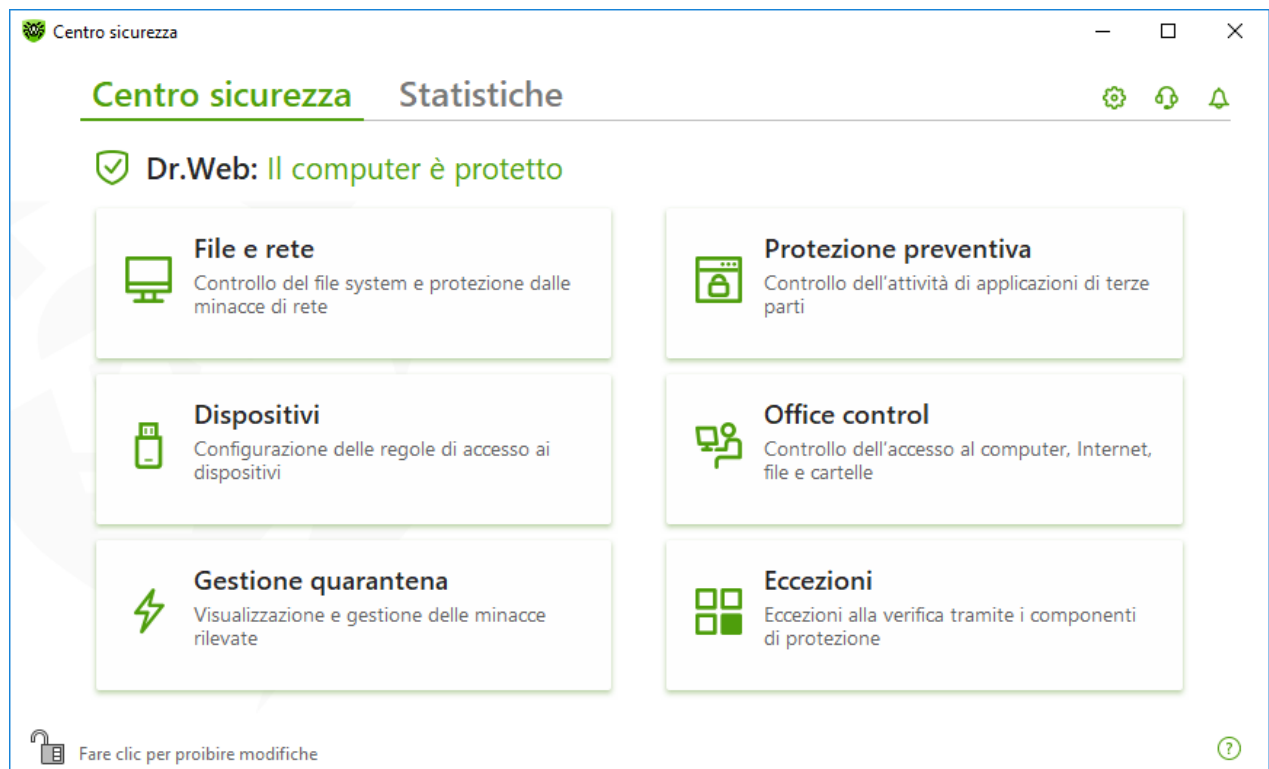 Centro sicurezza
Centro sicurezza Statistiche
Dr.Web: Il computer è protetto
File e rete
Controllo del file system e protezione dalle
minacce di rete
Protezione preventiva
Controllo dell'attività di applicazioni di terze
parti
Dispositivi
Configurazione delle regole di accesso ai
dispositivi
Office control
Controllo dell'accesso al computer, Internet,
file e cartelle
Gestione quarantena
Visualizzazione e gestione delle minacce
rilevate
Eccezioni
Eccezioni alla verifica tramite i componenti
di protezione
Fare clic per proibire modifiche
?